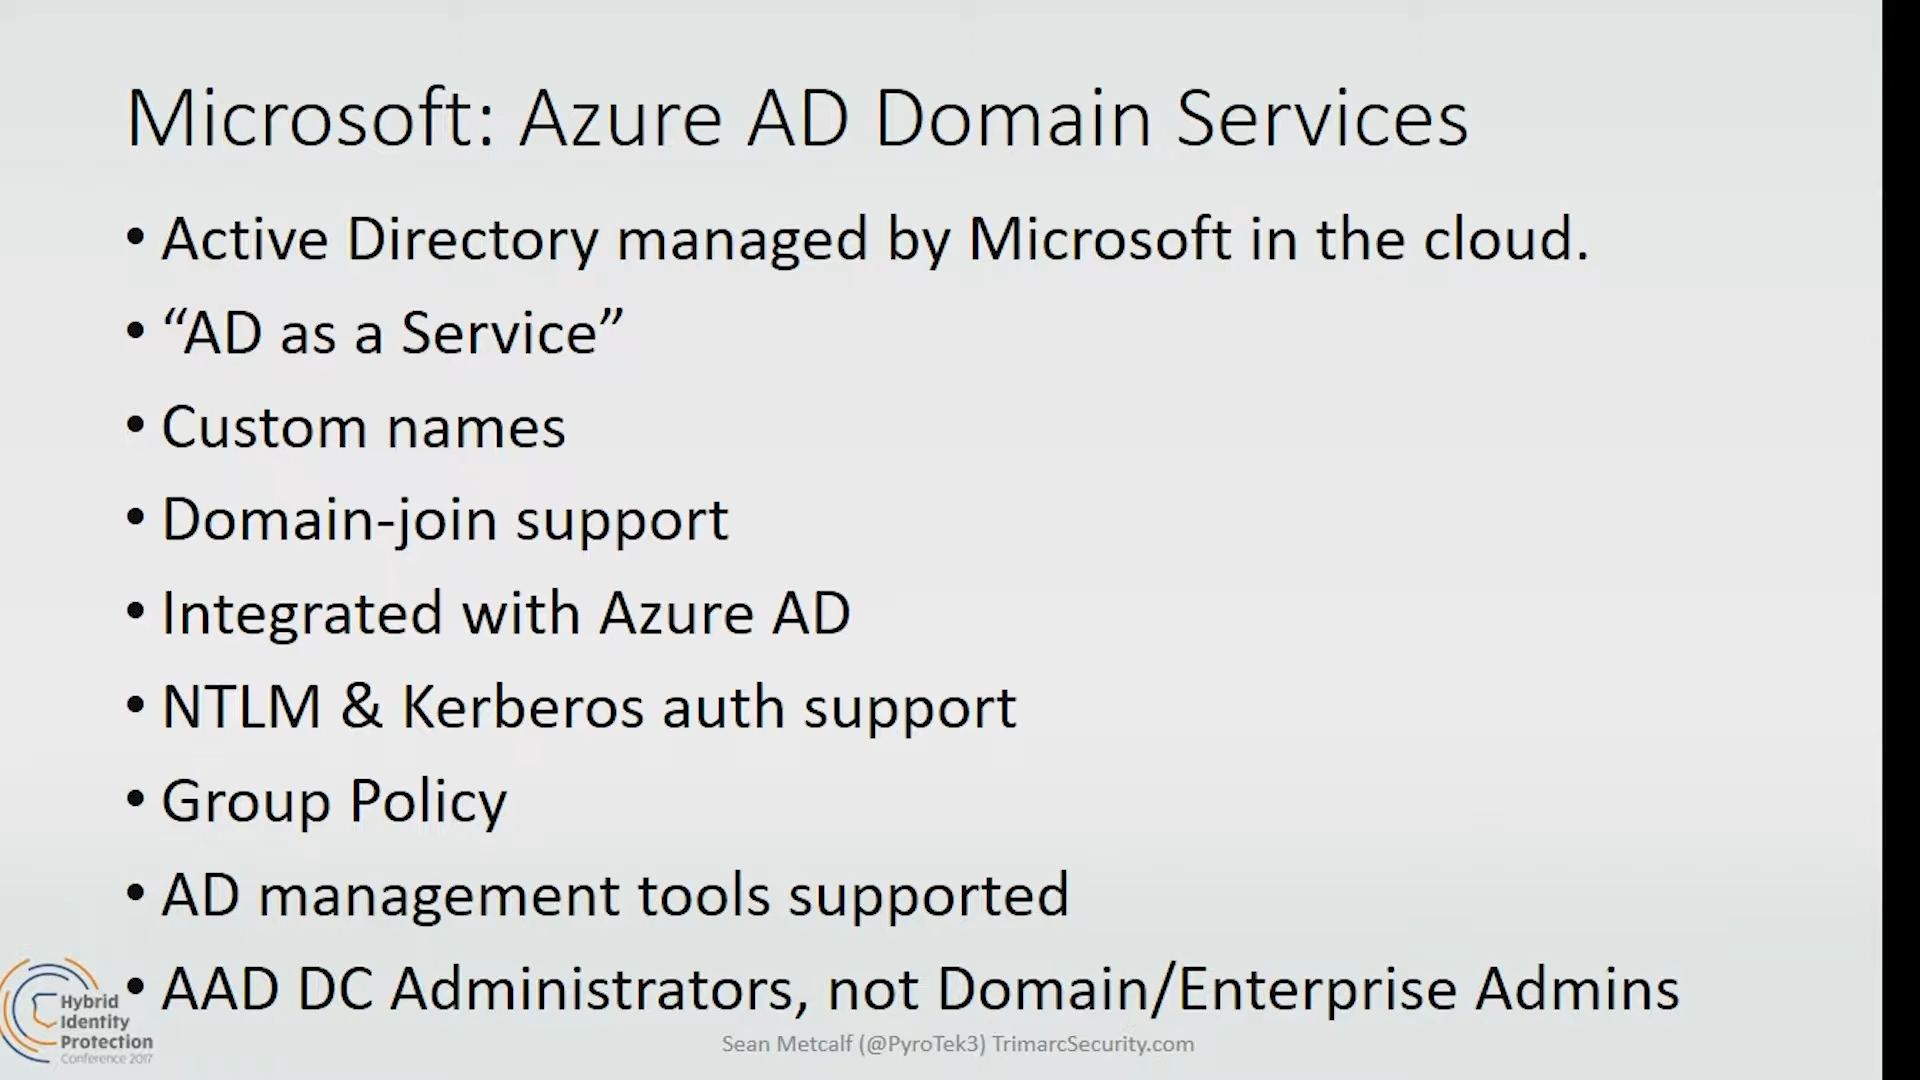 Microsoft: Azure AD Domain Services
• Active Directory managed by Microsoft in the cloud.
• “AD as a Service”
• Custom names
• Domain-join support
• Integrated with Azure AD
• NTLM & Kerberos auth support
• Group Policy
• AD management tools supported
• AAD DC Administrators, not Domain/Enterprise Admins
Hybrid
Identity
Protection
Conference 2017
Sean Metcalf (@PyroTek3) TrimarcSecurity.com